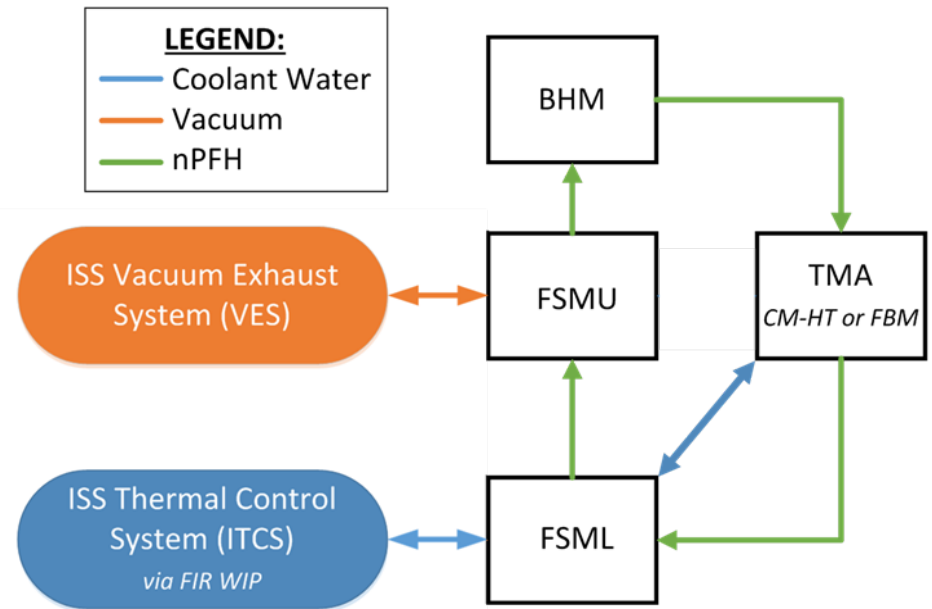 LEGEND:
Coolant Water
Vacuum
nPFH
BHM
ISS Vacuum Exhaust
System (VES)
FSMU
TMA
CM-HT or FBM
ISS Thermal Control
System (ITCS)
via FIR WIP
FSML